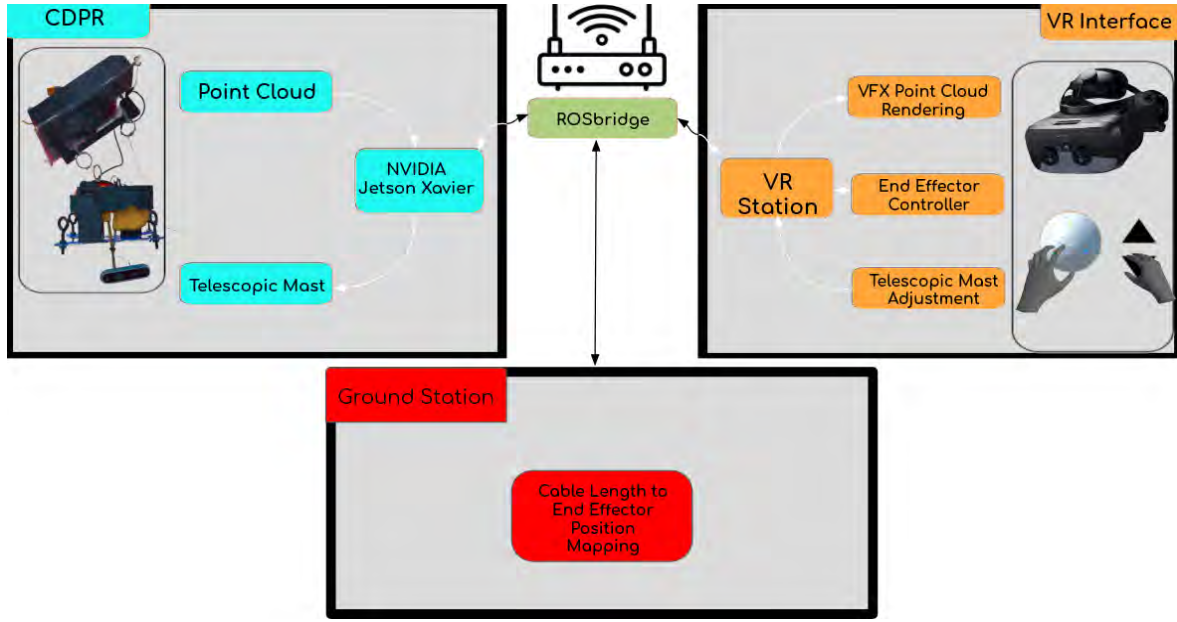 CDPR
Point Cloud
NVIDIA
Jetson Xavier
Telescopic Mast
ROSbridge
VR Interface
VFX Point Cloud
Rendering
VR
Station
End Effector
Controller
Telescopic Mast
Adjustment
Ground Station
Cable Length to
End Effector
Position
Mapping